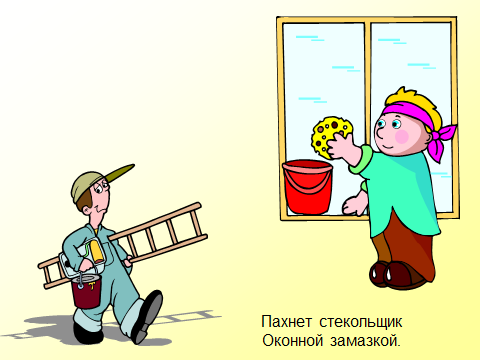 Пахнет стекольщик
Оконной замазкой.